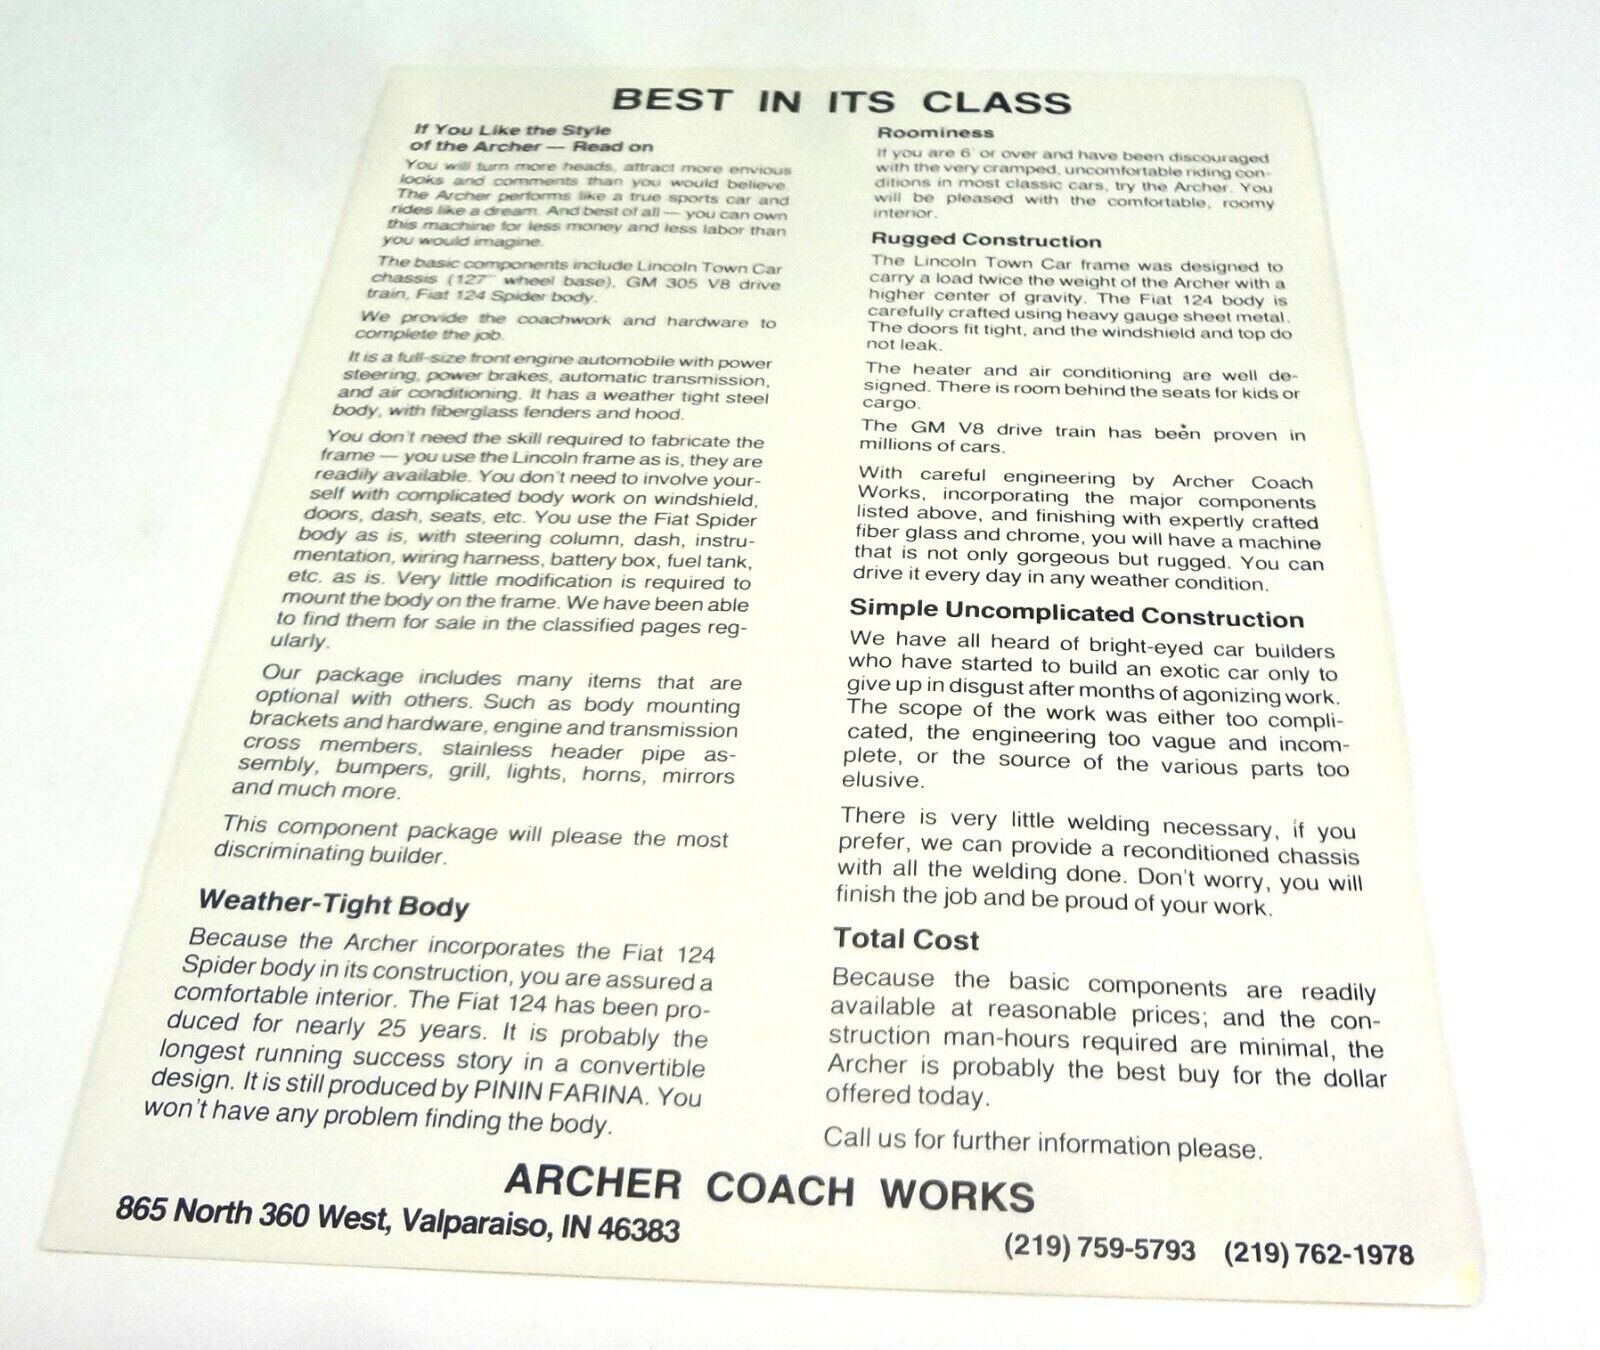 BEST IN ITS CLASS
If You Like the Style
of the Archer — Read on
You will turn more heads, attract more envious
looks and comments than you would believe.
The Archer performs like a true sports car and
rides like a dream. And best of all — you can own
this machine for less money and less labor than
you would imagine.
The basic components include Lincoln Town Car
chassis (127" wheel base), GM 305 V8 drive
train, Fiat 124 Spider body.
We provide the coachwork and hardware to
complete the job.
It is a full-size front engine automobile with power
steering, power brakes, automatic transmission,
and air conditioning. It has a weather tight steel
body, with fiberglass fenders and hood.
You don't need the skill required to fabricate the
frame — you use the Lincoln frame as is, they are
readily available. You don't need to involve your-
self with complicated body work on windshield,
doors, dash, seats, etc. You use the Fiat Spider
body as is, with steering column, dash, instru-
mentation, wiring harness, battery box, fuel tank,
etc. as is. Very little modification is required to
mount the body on the frame. We have been able
to find them for sale in the classified pages reg-
ularly.
Our package includes many items that are
optional with others. Such as body mounting
brackets and hardware, engine and transmission
cross members, stainless header pipe as-
sembly, bumpers, grill, lights, horns, mirrors
and much more.
This component package will please the most
discriminating builder.
Weather-Tight Body
Because the Archer incorporates the Fiat 124
Spider body in its construction, you are assured a
comfortable interior. The Fiat 124 has been pro-
duced for nearly 25 years. It is probably the
longest running success story in a convertible
design. It is still produced by PININ FARINA. You
won't have any problem finding the body.
Roominess
If you are 6' or over and have been discouraged
with the very cramped, uncomfortable riding con-
ditions in most classic cars, try the Archer. You
will be pleased with the comfortable, roomy
interior.
Rugged Construction
The Lincoln Town Car frame was designed to
carry a load twice the weight of the Archer with a
higher center of gravity. The Fiat 124 body is
carefully crafted using heavy gauge sheet metal.
The doors fit tight, and the windshield and top do
not leak.
The heater and air conditioning are well de-
signed. There is room behind the seats for kids or
cargo.
The GM V8 drive train has been proven in
millions of cars.
With careful engineering by Archer Coach
Works, incorporating the major components
listed above, and finishing with expertly crafted
fiber glass and chrome, you will have a machine
that is not only gorgeous but rugged. You can
drive it every day in any weather condition.
Simple Uncomplicated Construction
We have all heard of bright-eyed car builders
who have started to build an exotic car only to
give up in disgust after months of agonizing work.
The scope of the work was either too compli-
cated, the engineering too vague and incom-
plete, or the source of the various parts too
elusive.
There is very little welding necessary, if you
prefer, we can provide a reconditioned chassis
with all the welding done. Don't worry, you will
finish the job and be proud of your work.
Total Cost
Because the basic components are readily
available at reasonable prices; and the con-
struction man-hours required are minimal, the
Archer is probably the best buy for the dollar
offered today.
Call us for further information please.
ARCHER COACH WORKS
865 North 360 West, Valparaiso, IN 46383
(219) 759-5793 (219) 762-1978